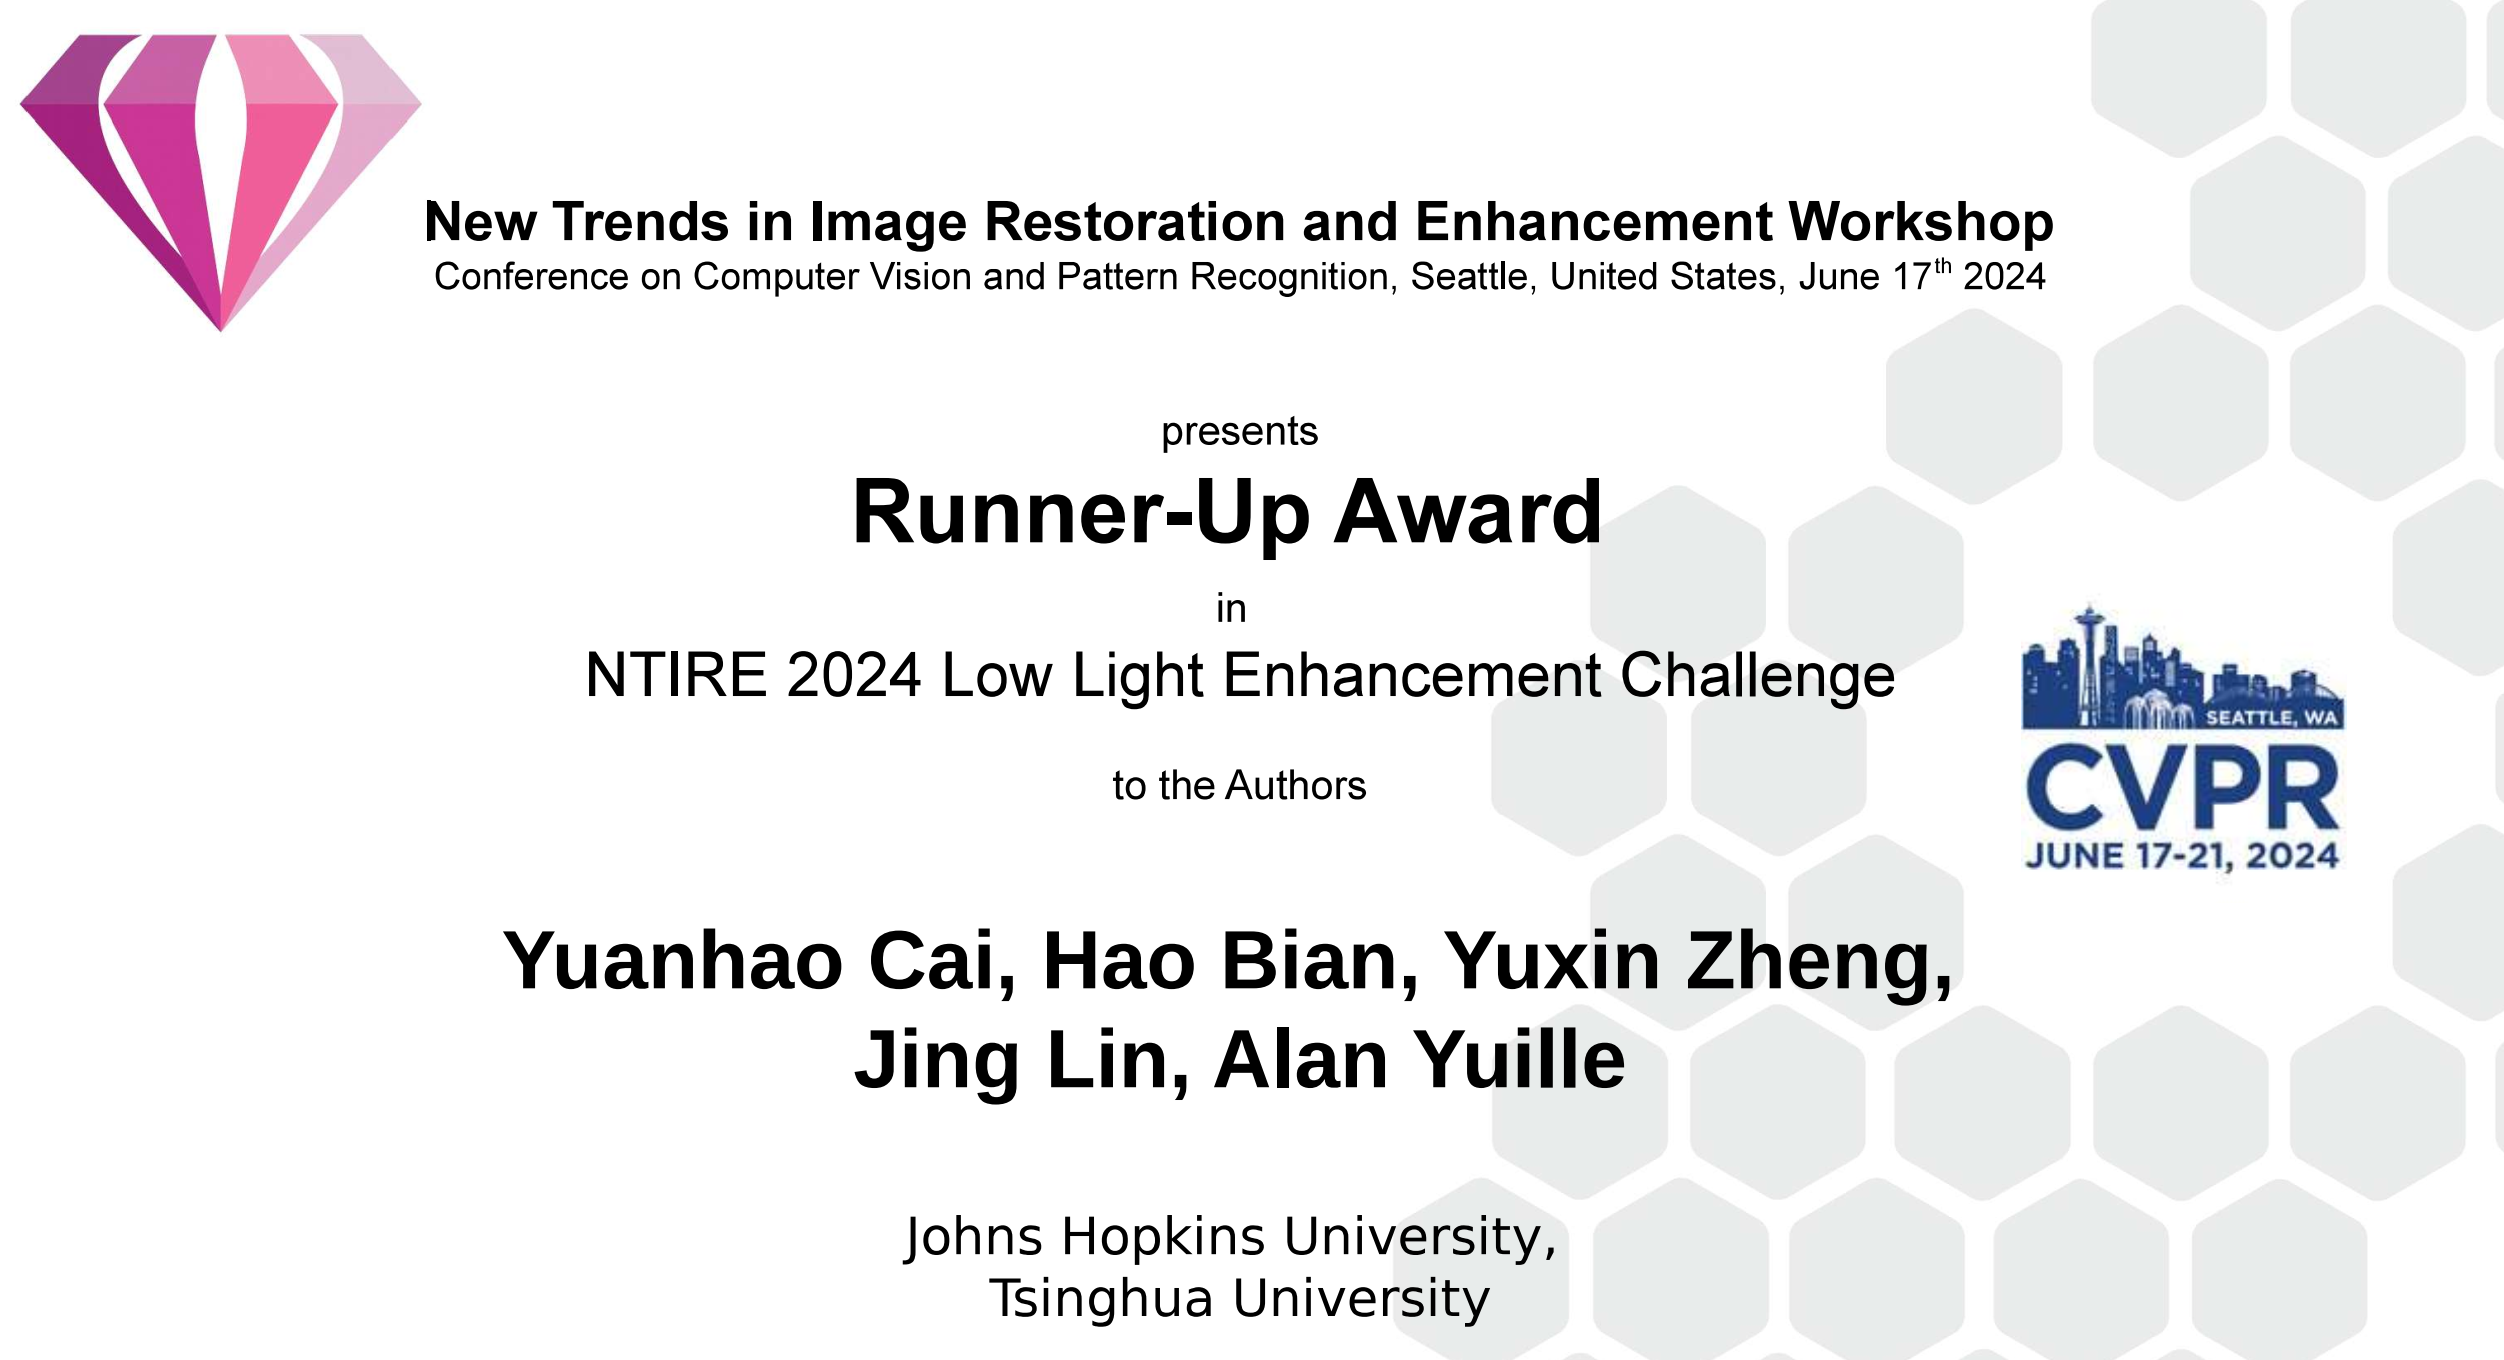 New Trends in Image Restoration and Enhancement Workshop
Conference on Computer Vision and Pattern Recognition, Seattle, United States, June 17th 2024
presents
Runner-Up Award
in
NTIRE 2024 Low Light Enhancement Challenge
to the Authors
SEATTLE, WA
CVPR
JUNE 17-21, 2024
Yuanhao Cai, Hao Bian, Yuxin Zheng,
Jing Lin, Alan Yuille
Johns Hopkins University,
Tsinghua University